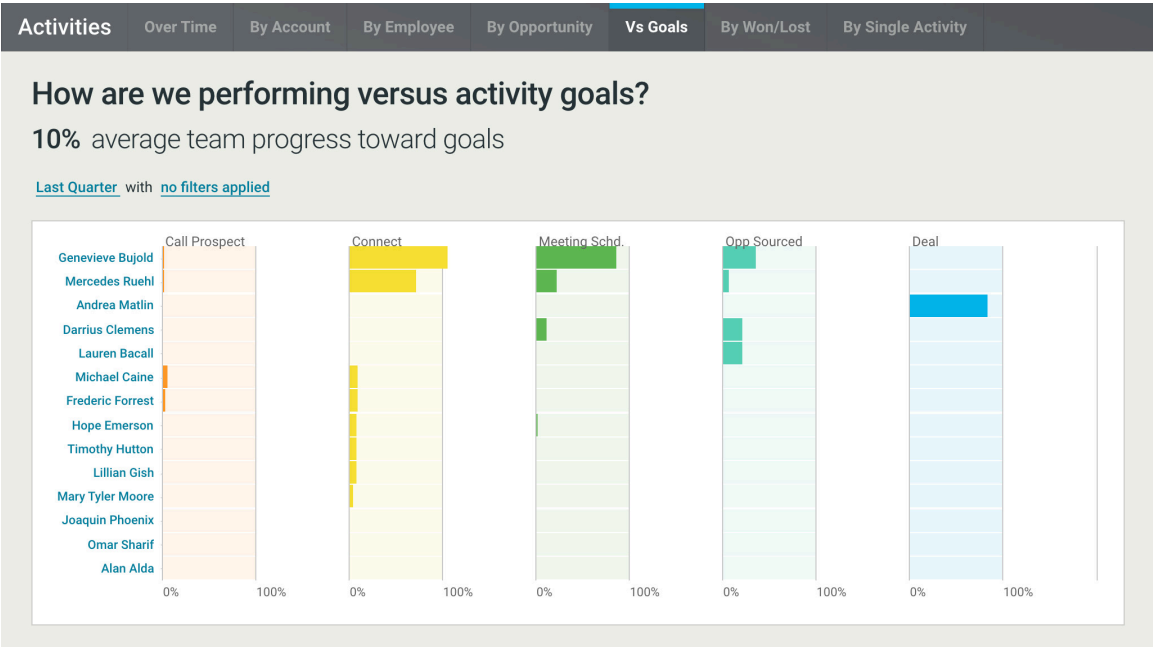 Activities Over Time By Account By Employee By Opportunity Vs Goals By Won/Lost By Single Activity
How are we performing versus activity goals?
10% average team progress toward goals
Last Quarter with no filters applied
Call Prospect Connect Meeting Schd. Opp Sourced Deal
Genevieve Bujold
Mercedes Ruehl
Andrea Matlin
Darrius Clemens
Lauren Bacall
Michael Caine
Frederic Forrest
Hope Emerson
Timothy Hutton
Lillian Gish
Mary Tyler Moore
Joaquin Phoenix
Omar Sharif
Alan Alda
0% 100% 0% 100% 0% 100% 0% 100% 0% 100%